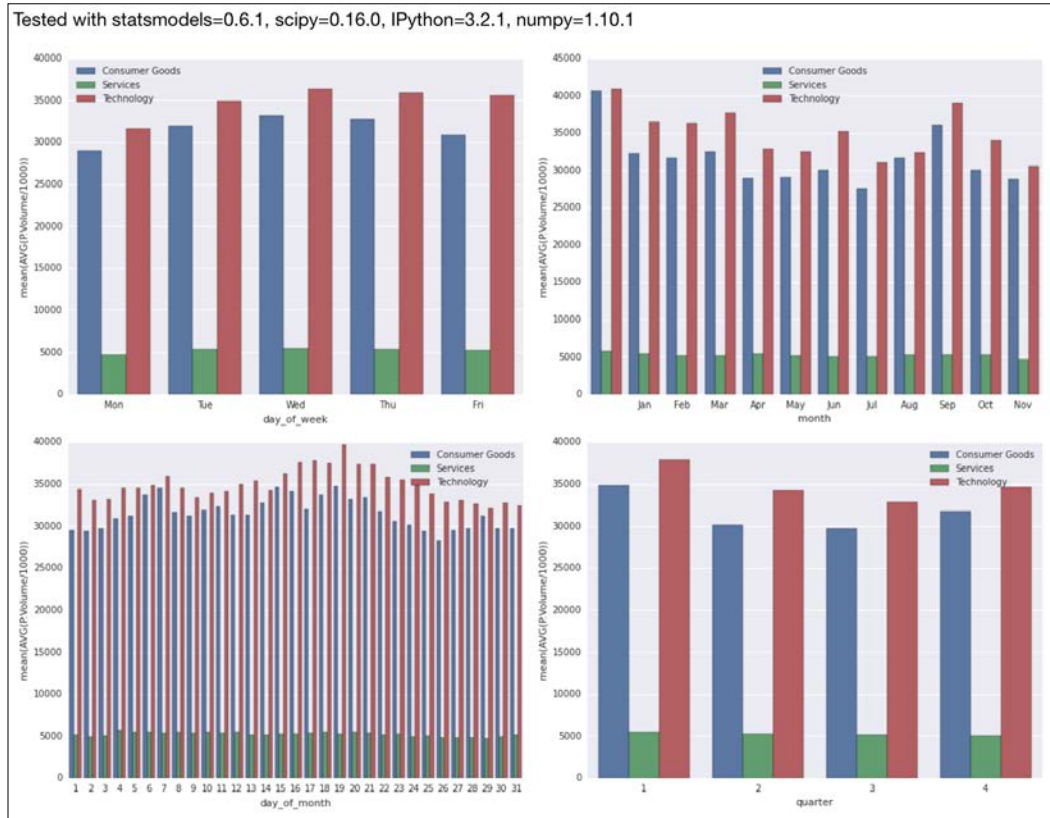 Tested with statsmodels=0.6.1, scipy=0.16.0, IPython=3.2.1, numpy=1.10.1
40000
35000
30000
25000
20000
15000
10000
5000
0
mean(AVG(P.Volume/1000))
Consumer Goods
Services
Technology
Mon Tue Wed Thu Fri
day_of_week
45000
40000
35000
30000
25000
20000
15000
10000
5000
0
mean(AVG(P.Volume/1000))
Consumer Goods
Services
Technology
Jan Feb Mar Apr May Jun Jul Aug Sep Oct Nov
month
40000
35000
30000
25000
20000
15000
10000
5000
0
mean(AVG(P.Volume/1000))
Consumer Goods
Services
Technology
1 2 3 4 5 6 7 8 9 10 11 12 13 14 15 16 17 18 19 20 21 22 23 24 25 26 27 28 29 30 31
day_of_month
40000
35000
30000
25000
20000
15000
10000
5000
0
mean(AVG(P.Volume/1000))
Consumer Goods
Services
Technology
1 2 3 4
quarter